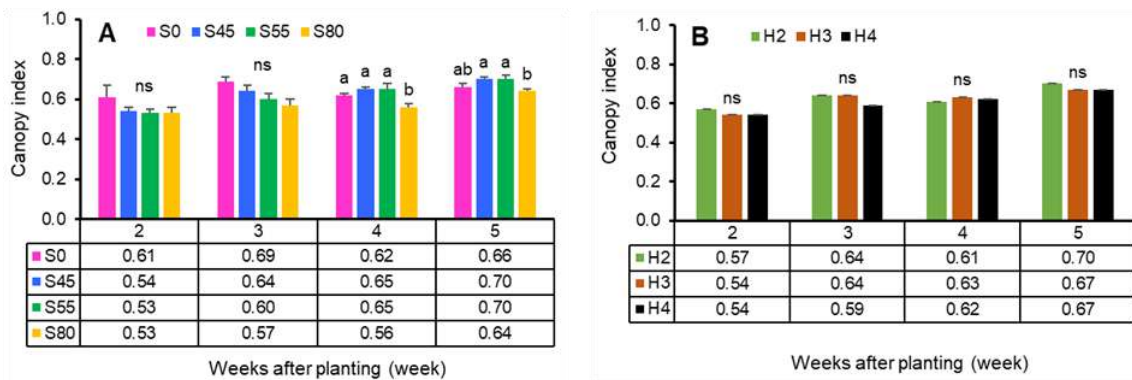 A
S0 S45 S55 S80
Canopy index
1.0
0.8
0.6
0.4
0.2
0.0
ns
ns
a a a b
ab a a b
2 3 4 5
S0 0.61 0.69 0.62 0.66
S45 0.54 0.64 0.65 0.70
S55 0.53 0.60 0.65 0.70
S80 0.53 0.57 0.56 0.64
Weeks after planting (week)
B
H2 H3 H4
Canopy index
1.0
0.8
0.6
0.4
0.2
0.0
ns
ns
ns
ns
2 3 4 5
H2 0.57 0.64 0.61 0.70
H3 0.54 0.64 0.63 0.67
H4 0.54 0.59 0.62 0.67
Weeks after planting (week)